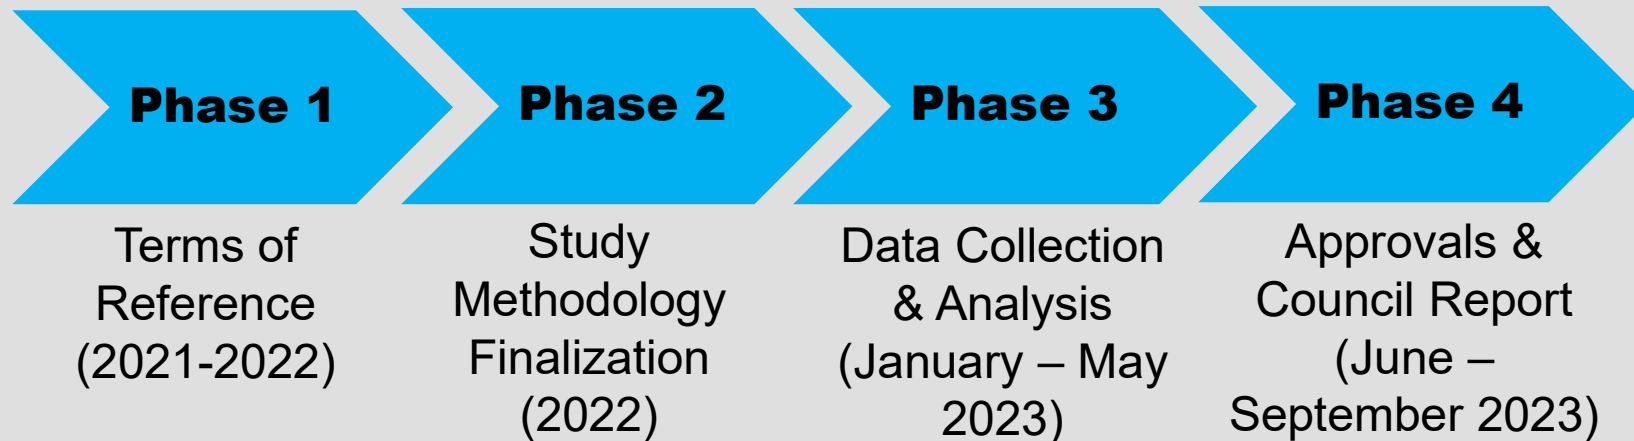 Phase 1
Terms of
Reference
(2021-2022)
Phase 2
Study
Methodology
Finalization
(2022)
Phase 3
Data Collection
& Analysis
(January – May
2023)
Phase 4
Approvals &
Council Report
(June –
September 2023)